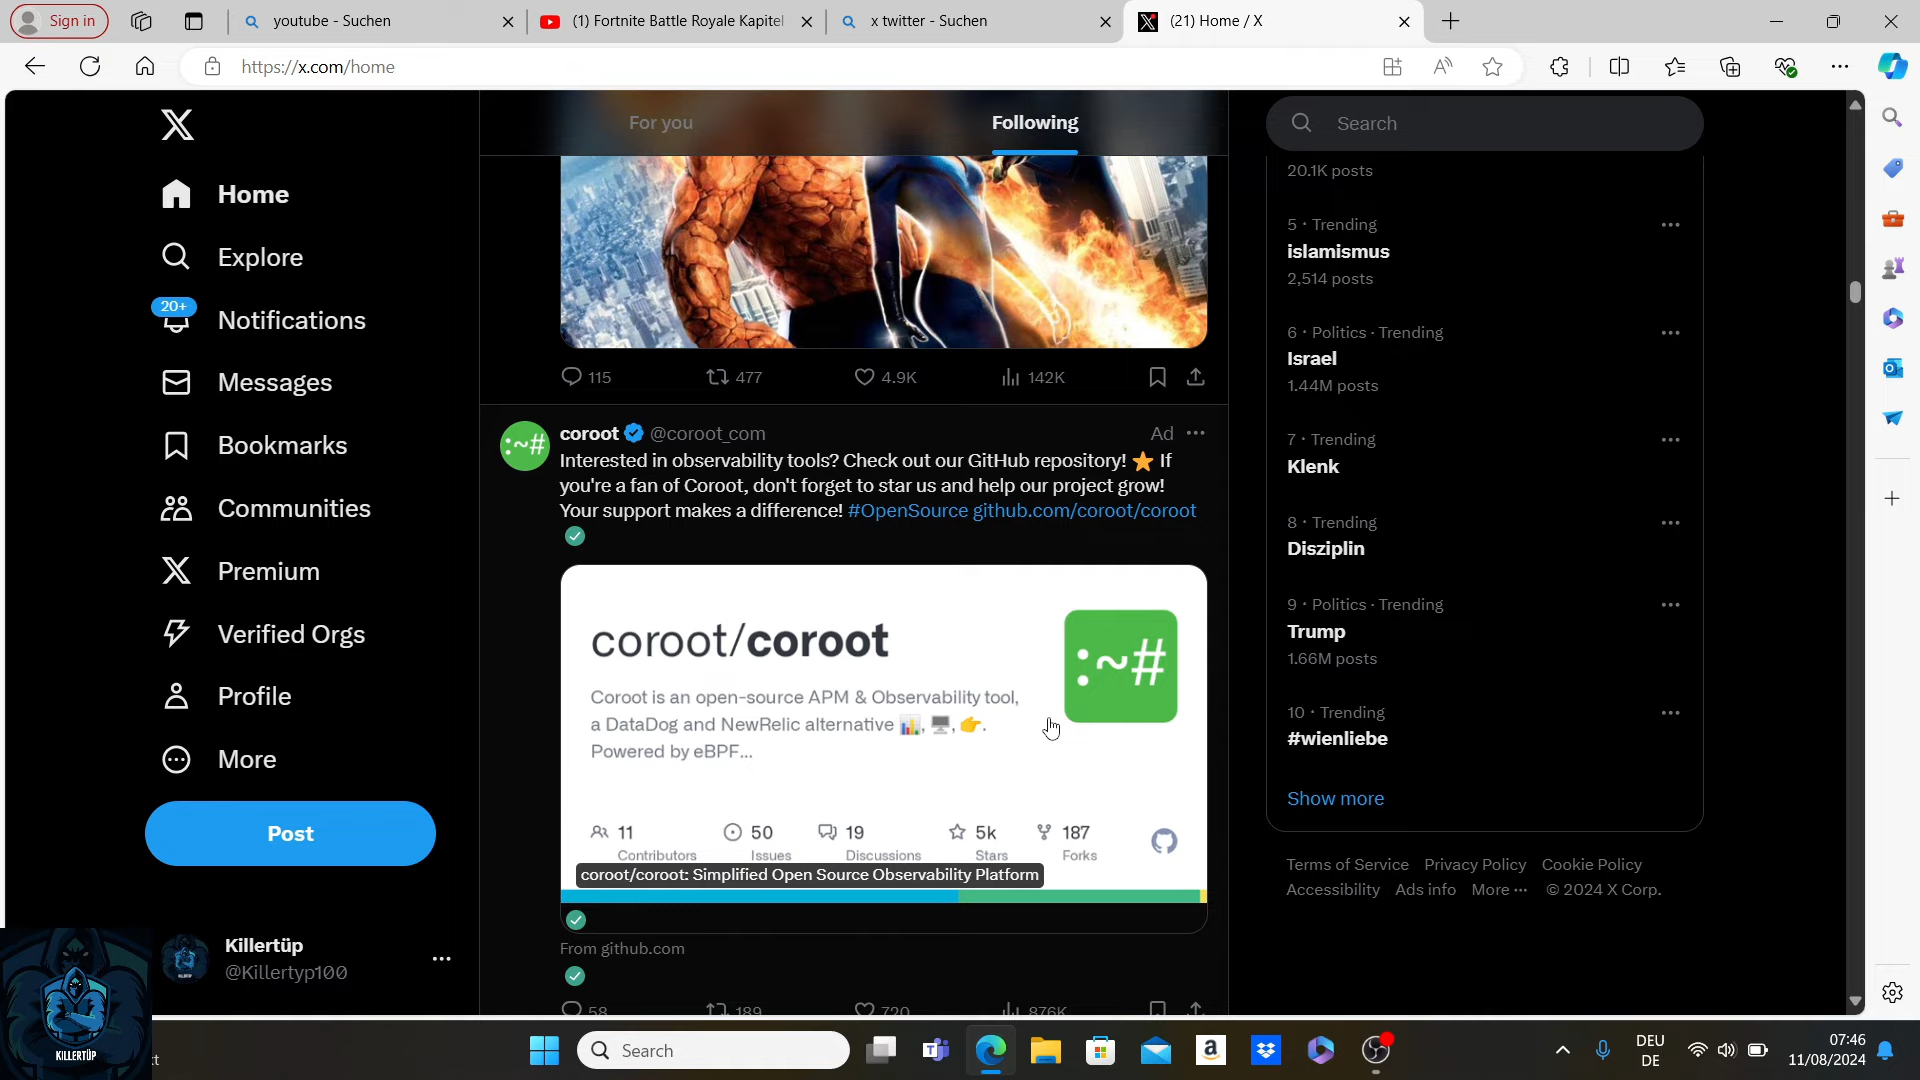 Sign in
youtube - Suchen
(1) Fortnite Battle Royale Kapitel
x twitter - Suchen
(21) Home / X
https://x.com/home
Home
Explore
20+
Notifications
Messages
Bookmarks
Communities
Premium
Verified Orgs
Profile
More
Post
Killertüp
@Killertyp100
KILLERTÜP
For you
Following
115
477
4.9K
142K
coroot @coroot_com
Ad
Interested in observability tools? Check out our GitHub repository! ⭐ If
you're a fan of Coroot, don't forget to star us and help our project grow!
Your support makes a difference! #OpenSource github.com/coroot/coroot
:~#
coroot/coroot
:~#
Coroot is an open-source APM & Observability tool,
a DataDog and NewRelic alternative 📊, 🖥️, 👉.
Powered by eBPF...
11
Contributors
50
Issues
19
Discussions
5k
Stars
187
Forks
coroot/coroot: Simplified Open Source Observability Platform
From github.com
58
189
720
876K
Search
20.1K posts
5 · Trending
islamismus
2,514 posts
6 · Politics · Trending
Israel
1.44M posts
7 · Trending
Klenk
8 · Trending
Disziplin
9 · Politics · Trending
Trump
1.66M posts
10 · Trending
#wienliebe
Show more
Terms of Service Privacy Policy Cookie Policy
Accessibility Ads info More ··· © 2024 X Corp.
Search
DEU
DE
07:46
11/08/2024